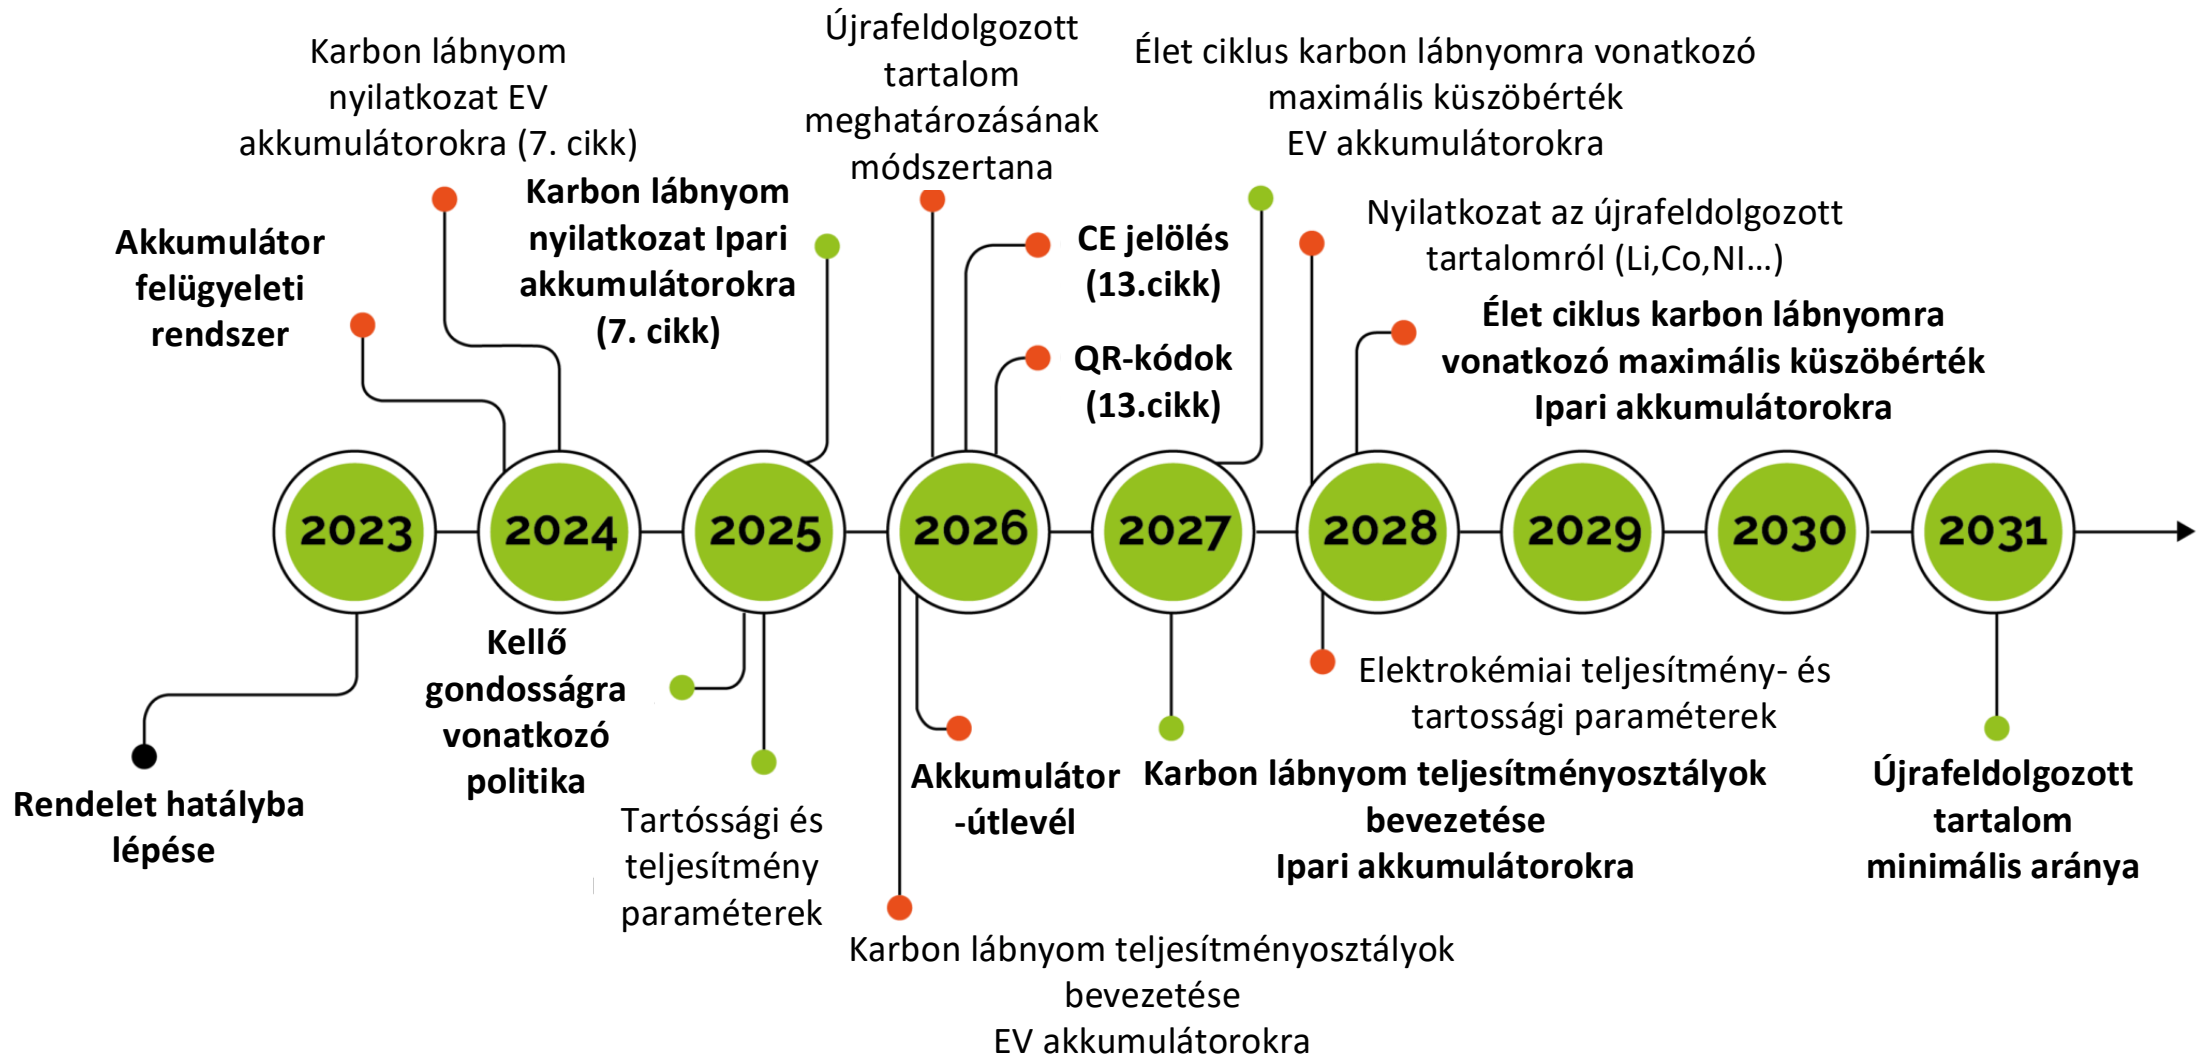 Karbon lábnyom
nyilatkozat EV
akkumulátorokra (7. cikk)
Újrafeldolgozott
tartalom
meghatározásának
módszertana
Élet ciklus karbon lábnyomra vonatkozó
maximális küszöbérték
EV akkumulátorokra
Akkumulátor
felügyeleti
rendszer
Karbon lábnyom
nyilatkozat Ipari
akkumulátorokra
(7. cikk)
CE jelölés
(13.cikk)
QR-kódok
(13.cikk)
Nyilatkozat az újrafeldolgozott
tartalomról (Li,Co,NI...)
Élet ciklus karbon lábnyomra
vonatkozó maximális küszöbérték
Ipari akkumulátorokra
2023
2024
2025
2026
2027
2028
2029
2030
2031
Rendelet hatályba
lépése
Kellő
gondosságra
vonatkozó
politika
Tartóssági és
teljesítmény
paraméterek
Akkumulátor
-útlevél
Karbon lábnyom teljesítményosztályok
bevezetése
EV akkumulátorokra
Karbon lábnyom teljesítményosztályok
bevezetése
Ipari akkumulátorokra
Elektrokémiai teljesítmény- és
tartossági paraméterek
Újrafeldolgozott
tartalom
minimális aránya